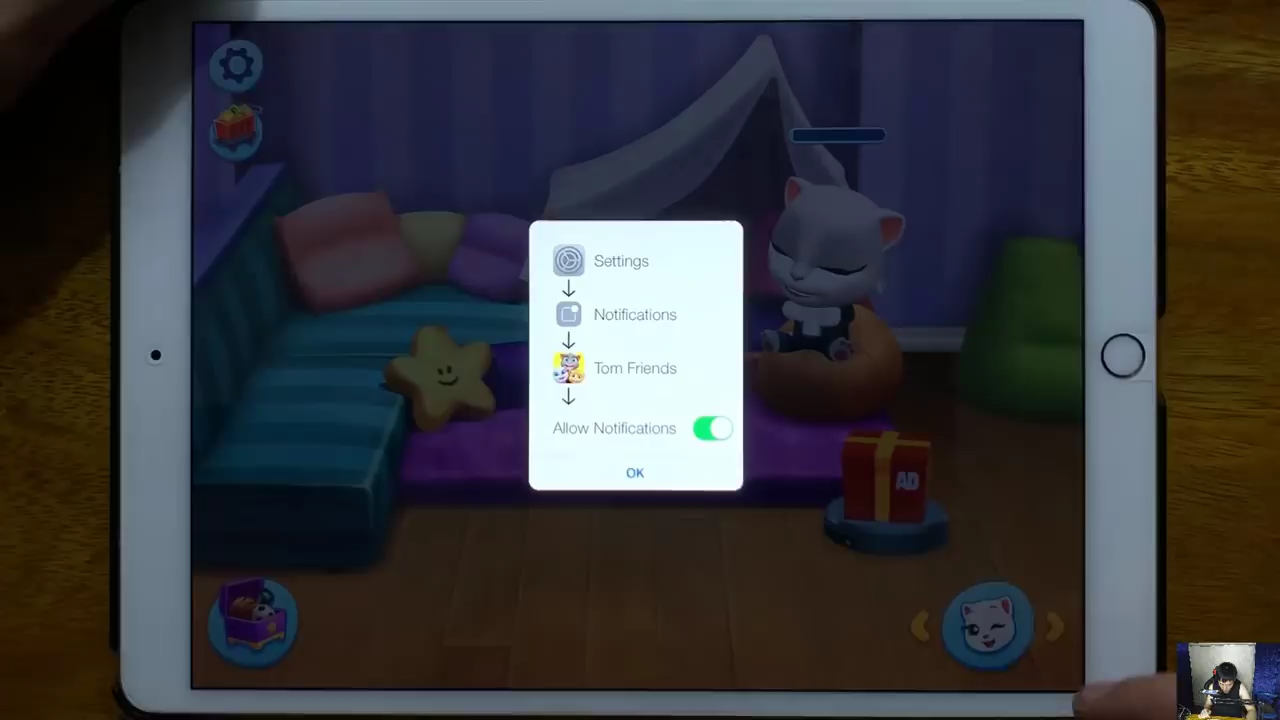 Settings
Notifications
Tom Friends
Allow Notifications
OK
AD